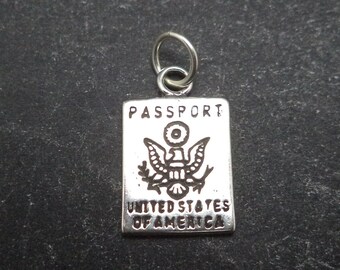 PASSPORT
UNITED STATES
OF AMERICA